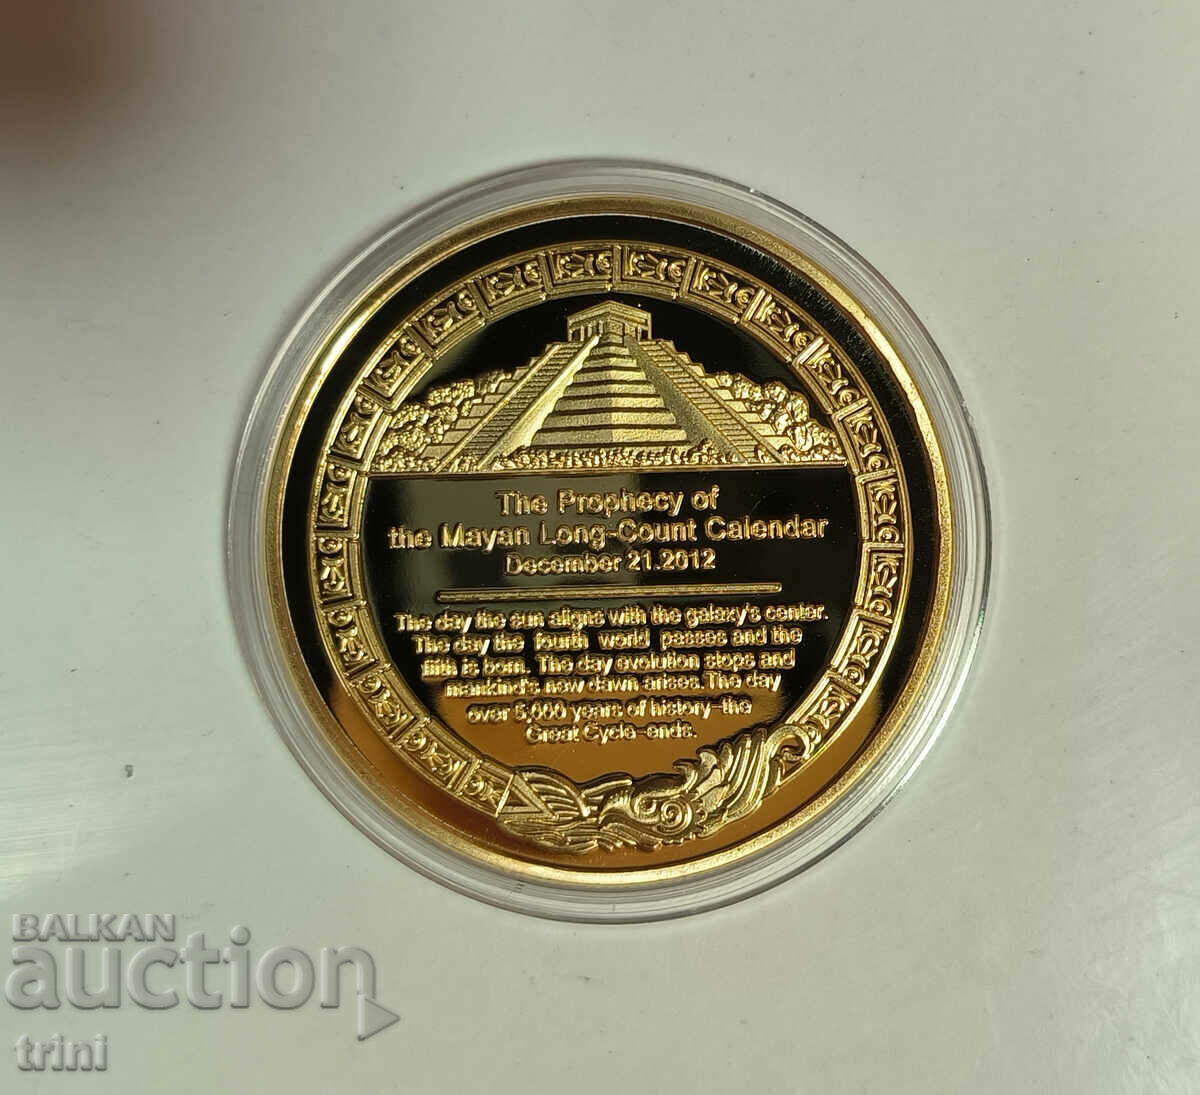 The Prophecy of
the Mayan Long-Count Calendar
December 21.2012
The day the sun aligns with the galaxy's center.
The day the fourth world passes and the
fifth is born. The day evolution stops and
mankind's new dawn arises. The day
over 5,000 years of history-the
Great Cycle-ends.
BALKAN
auction
trini